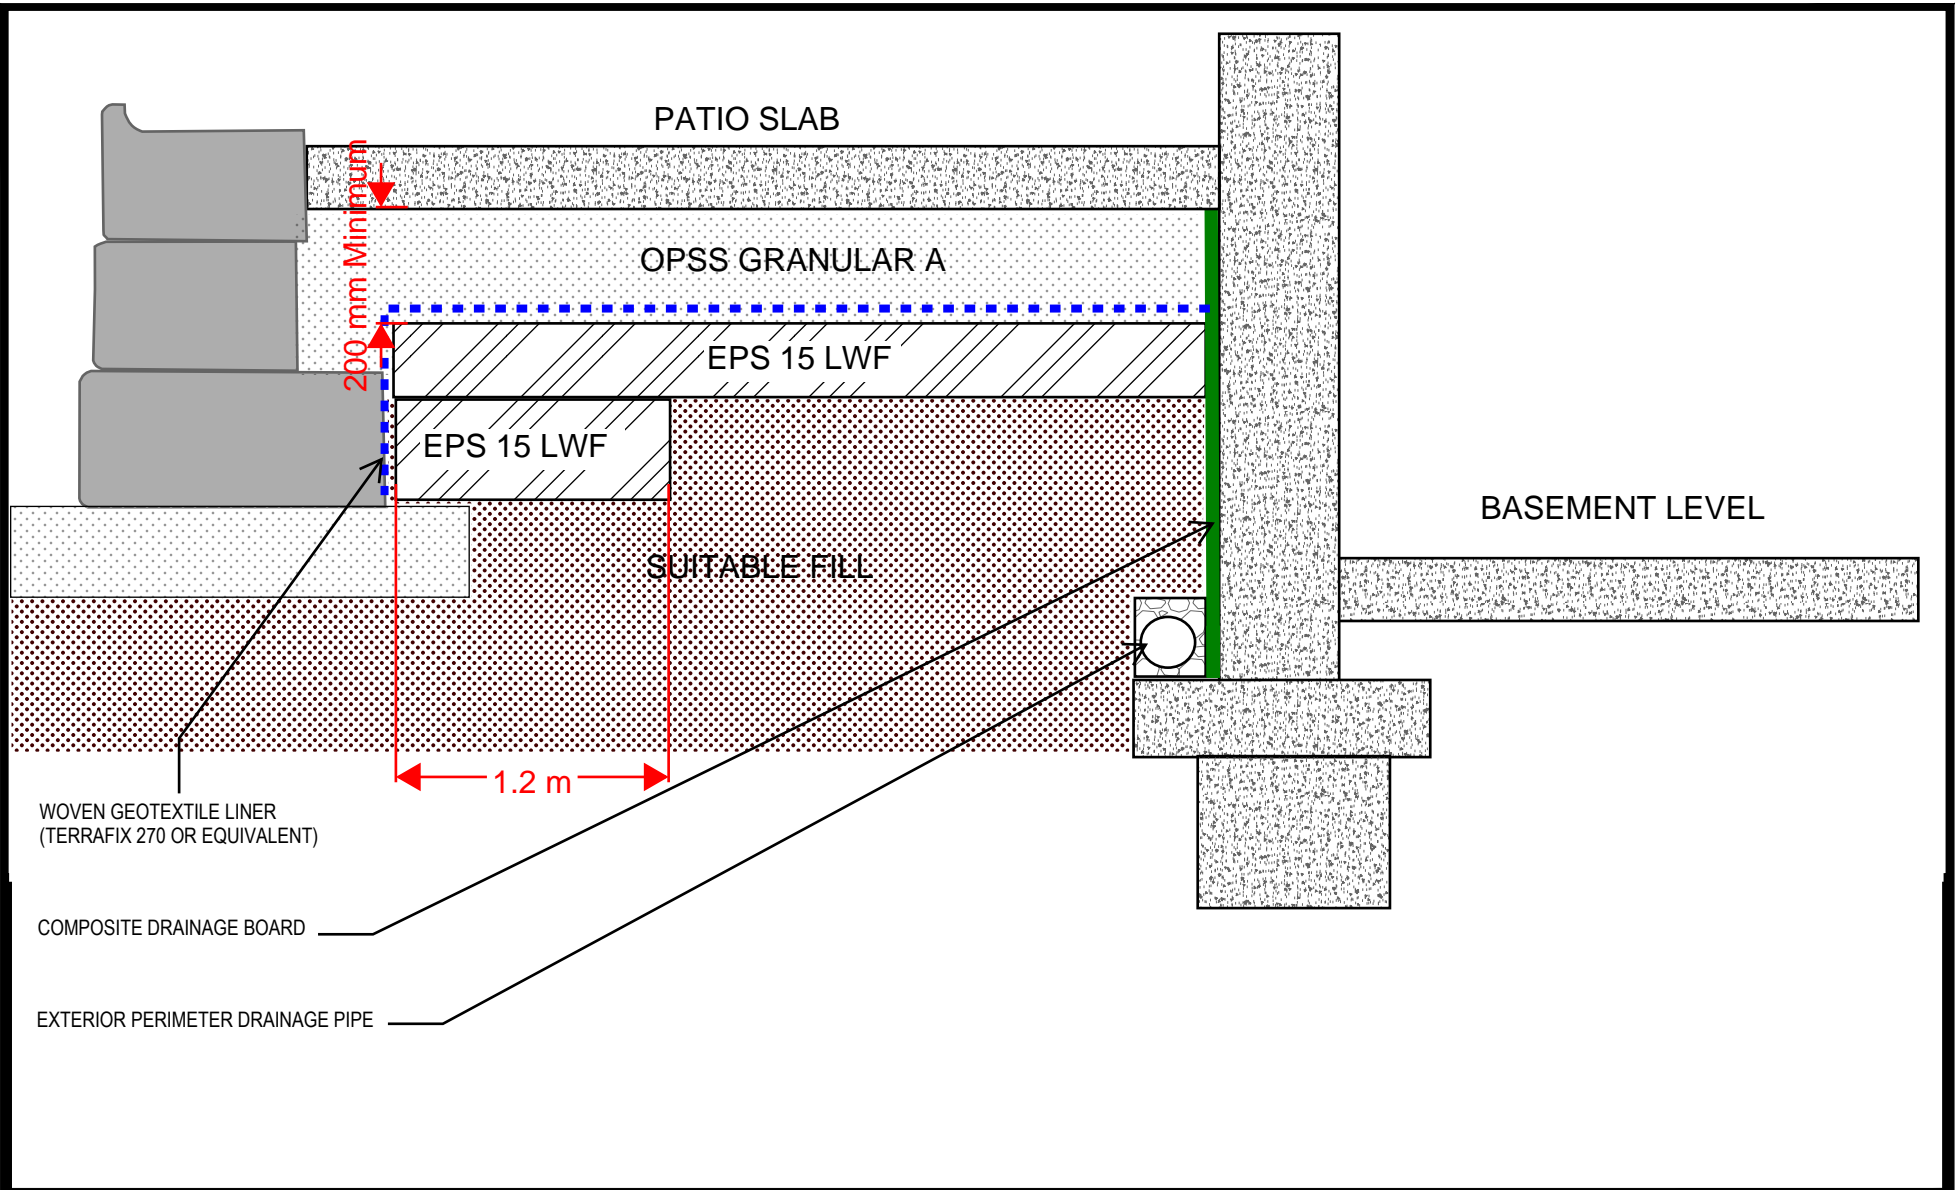 PATIO SLAB
200 mm Minimum
OPSS GRANULAR A
EPS 15 LWF
EPS 15 LWF
BASEMENT LEVEL
SUITABLE FILL
1.2 m
WOVEN GEOTEXTILE LINER
(TERRAFIX 270 OR EQUIVALENT)
COMPOSITE DRAINAGE BOARD
EXTERIOR PERIMETER DRAINAGE PIPE